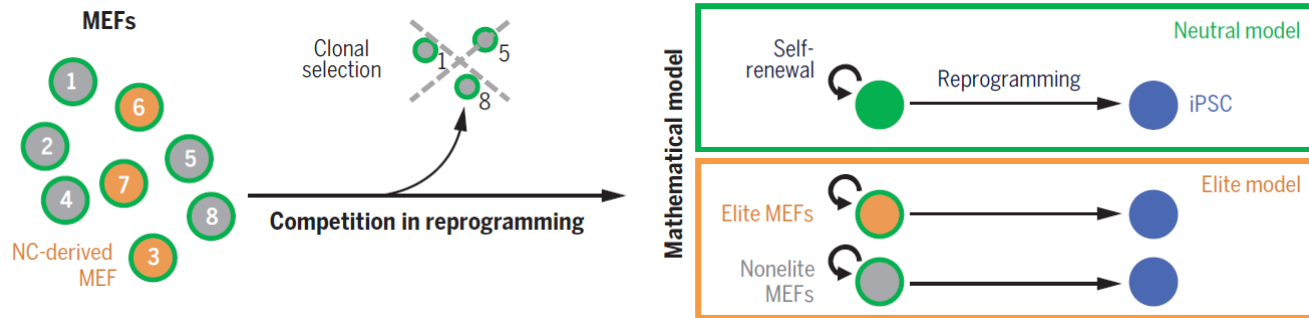 MEFs
1
6
2
5
7
4
8
3
NC-derived
MEF
Clonal
selection
1
5
8
Competition in reprogramming
Mathematical model
Neutral model
Self-
renewal
Reprogramming
iPSC
Elite model
Elite MEFs
Nonelite
MEFs